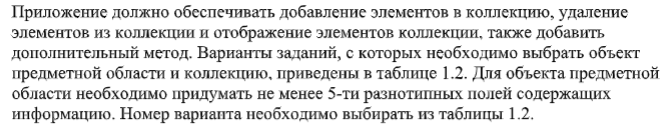 Приложение должно обеспечивать добавление элементов в коллекцию, удаление
элементов из коллекции и отображение элементов коллекции, также добавить
дополнительный метод. Варианты заданий, с которых необходимо выбрать объект
предметной области и коллекцию, приведены в таблице 1.2. Для объекта предметной
области необходимо придумать не менее 5-ти разнотипных полей содержащих
информацию. Номер варианта необходимо выбирать из таблицы 1.2.